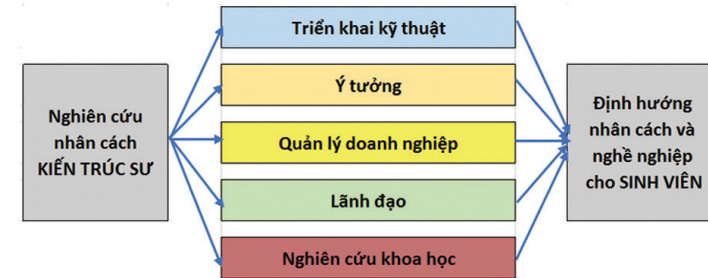 Nghiên cứu
nhân cách
KIẾN TRÚC SƯ
Triển khai kỹ thuật
Ý tưởng
Quản lý doanh nghiệp
Lãnh đạo
Nghiên cứu khoa học
Định hướng
nhân cách và
nghề nghiệp
cho SINH VIÊN